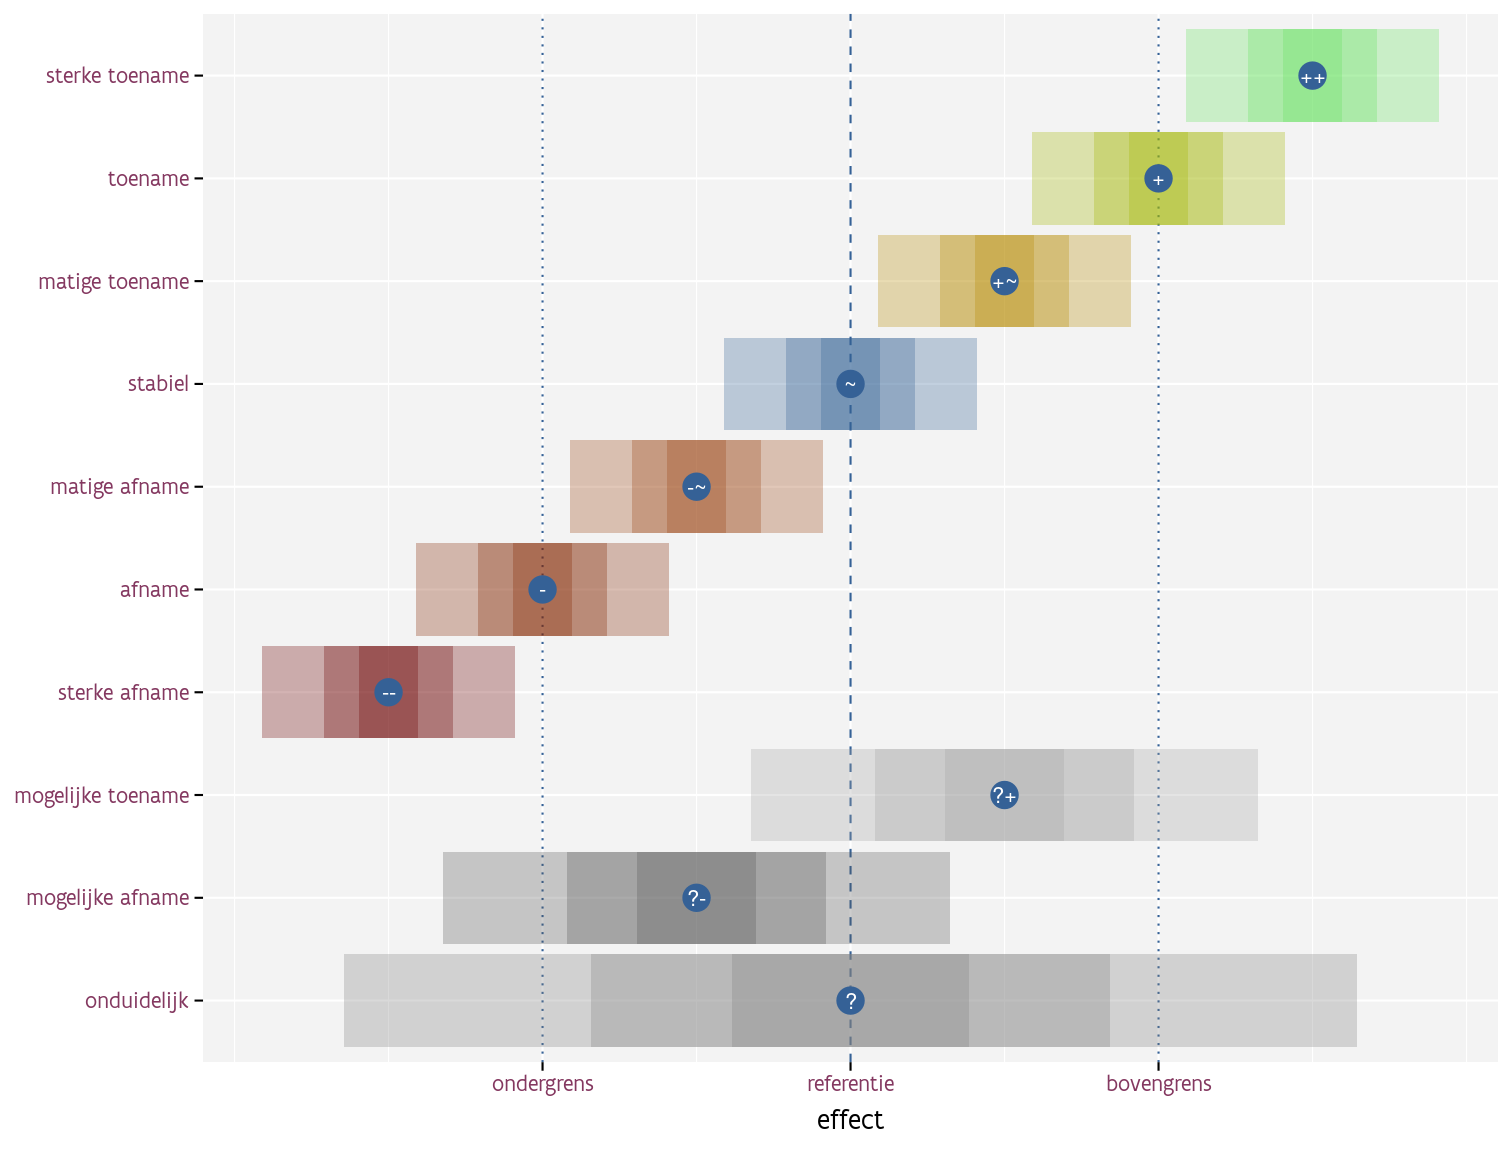 sterke toename ++
toename +
matige toename +~
stabiel ~
matige afname -~
afname -
sterke afname --
mogelijke toename ?+
mogelijke afname ?-
onduidelijk ?
ondergrens referentie bovengrens
effect